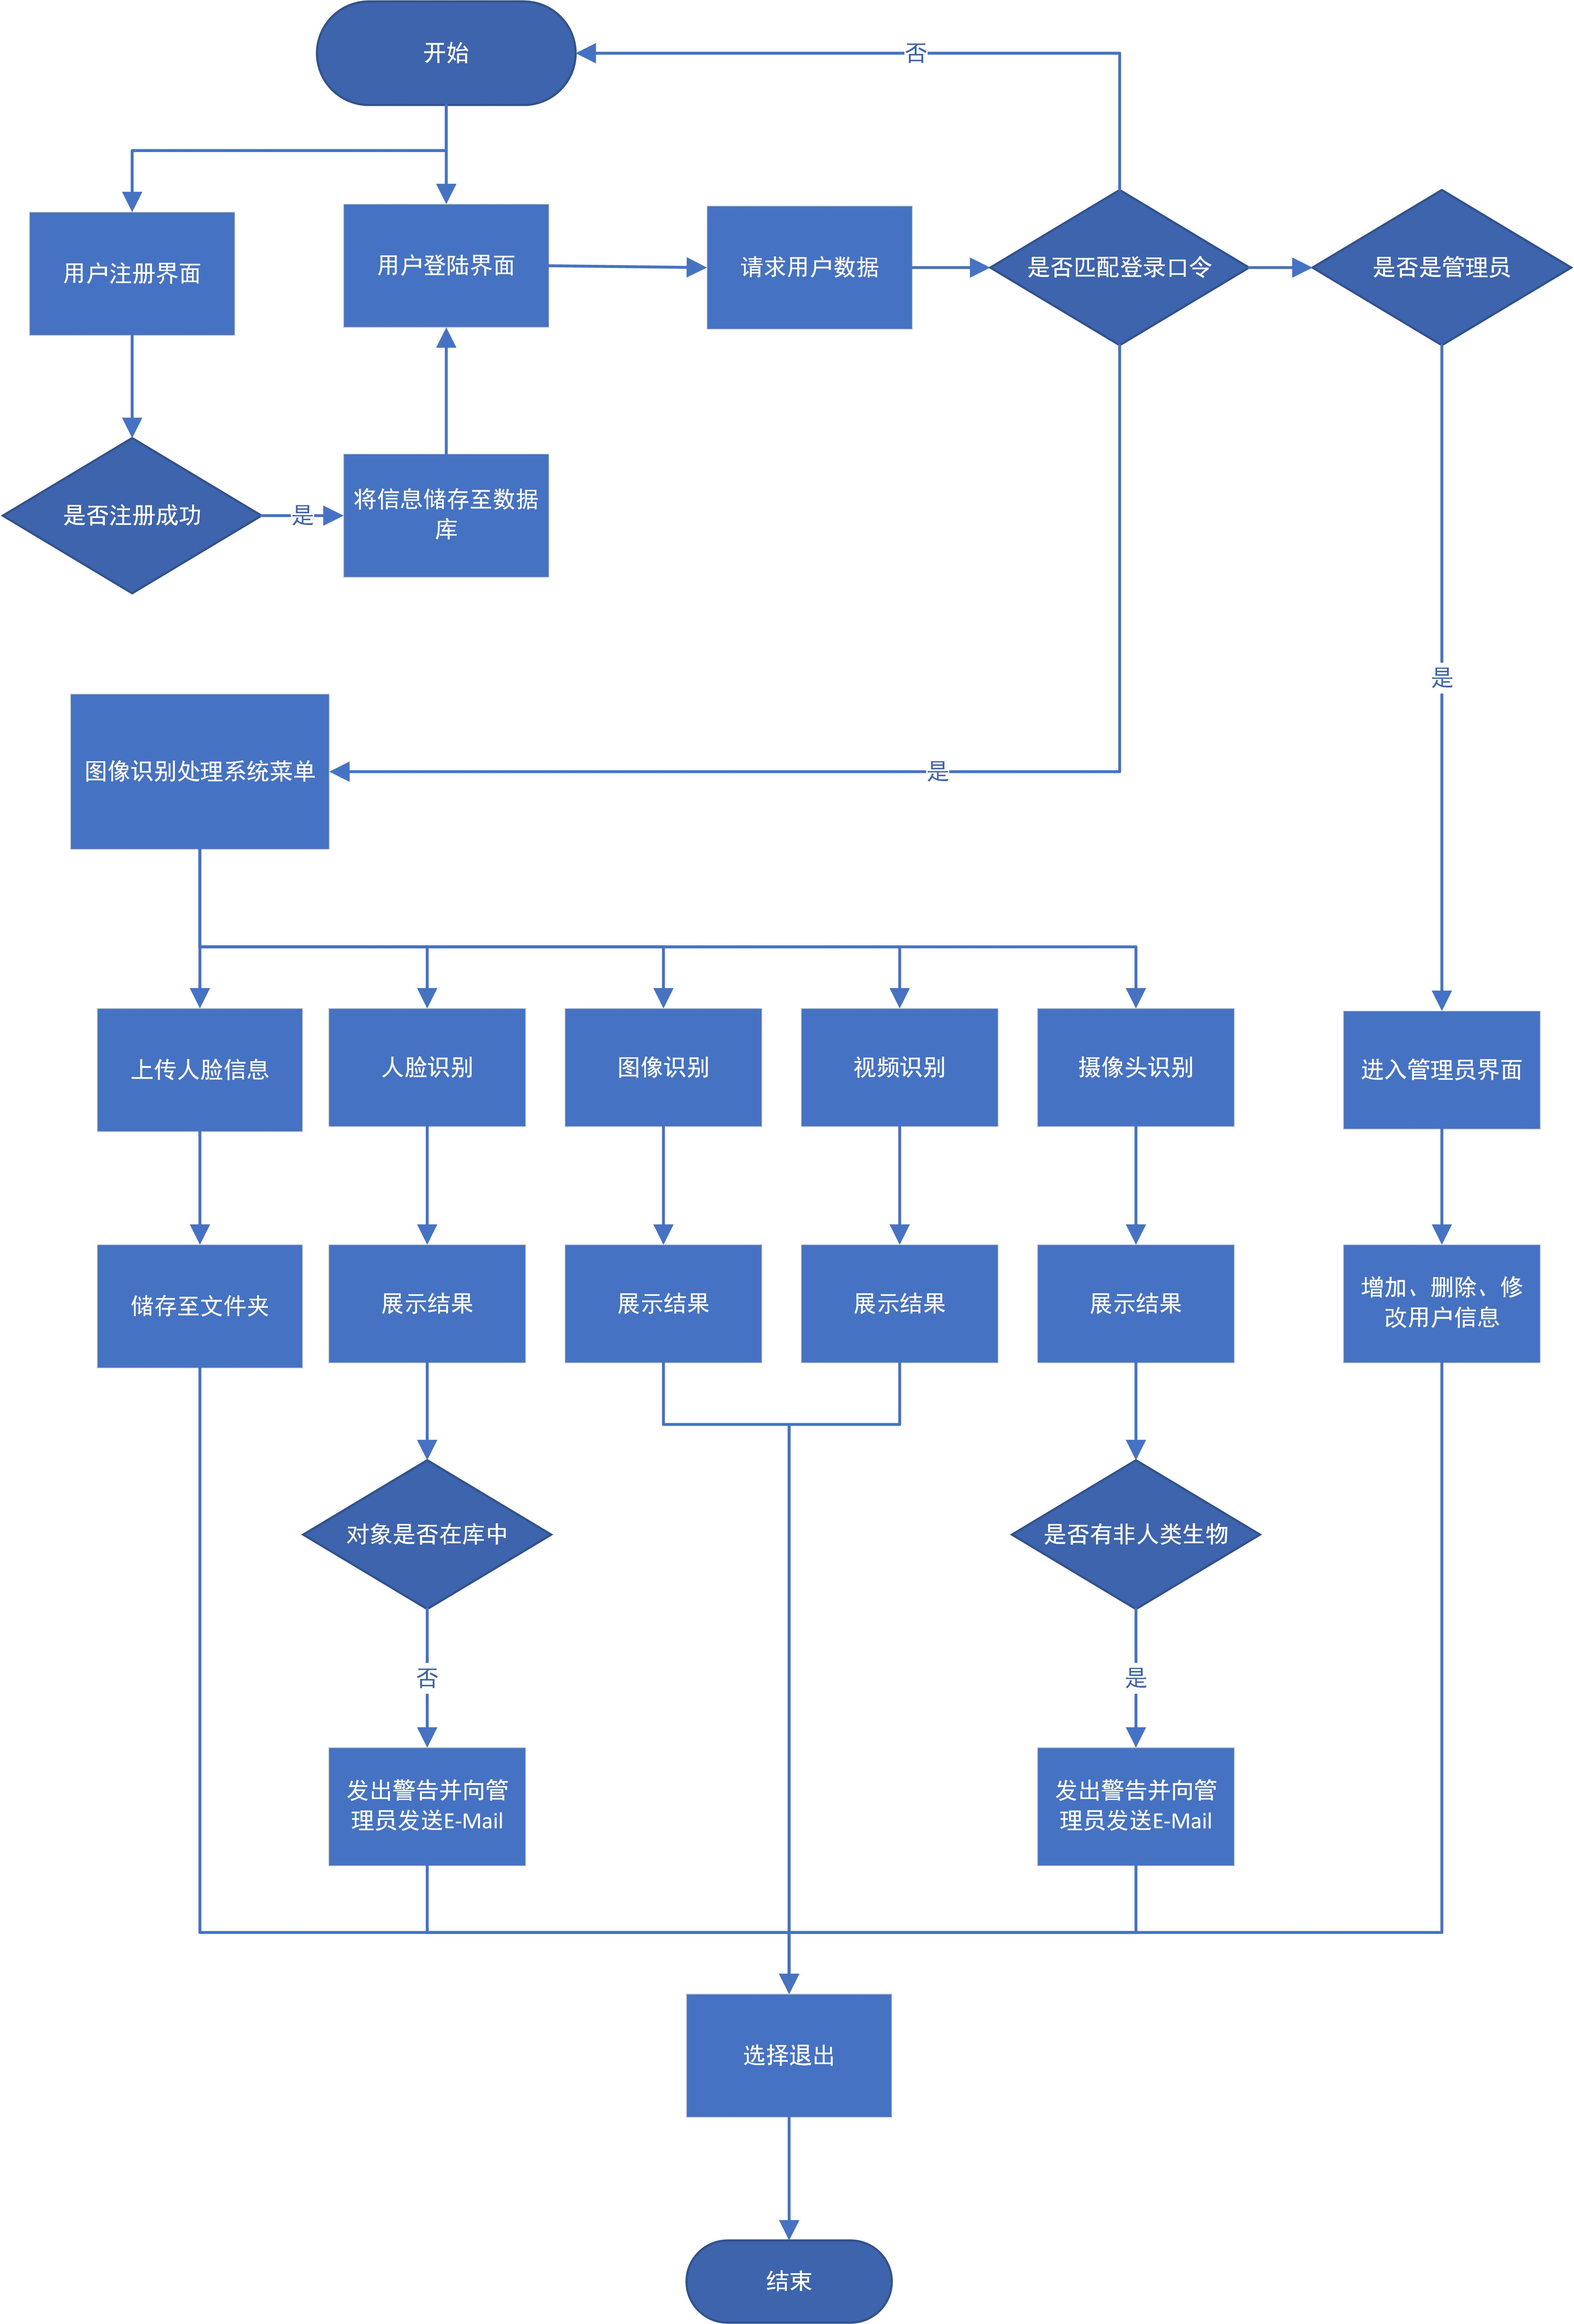 开始
否
用户注册界面
用户登陆界面
请求用户数据
是否匹配登录口令
是否是管理员
是否注册成功
是
将信息储存至数据
库
是
图像识别处理系统菜单
是
上传人脸信息
人脸识别
图像识别
视频识别
摄像头识别
进入管理员界面
储存至文件夹
展示结果
展示结果
展示结果
展示结果
增加、删除、修
改用户信息
对象是否在库中
是否有非人类生物
否
是
发出警告并向管
理员发送E-Mail
发出警告并向管
理员发送E-Mail
选择退出
结束